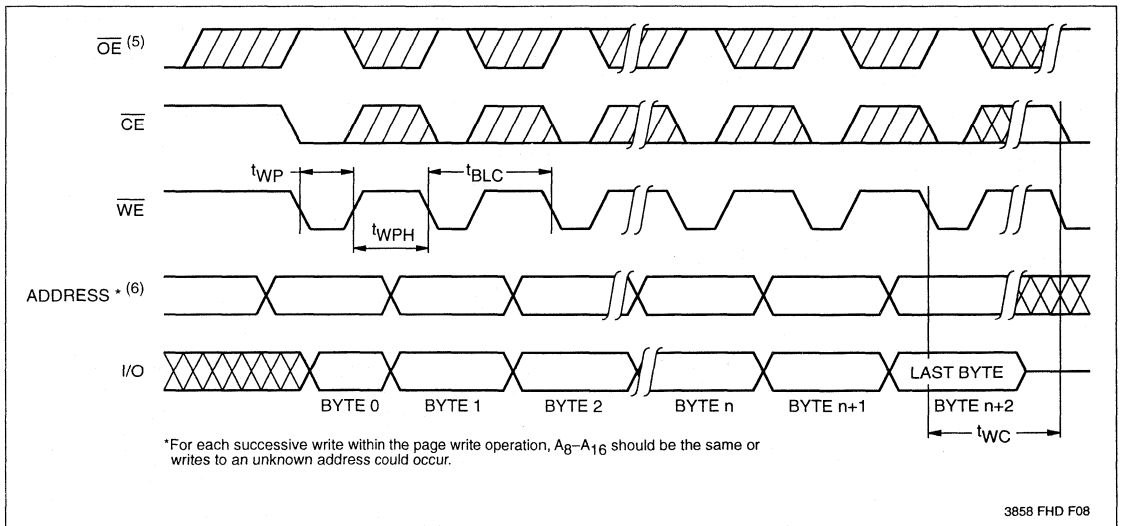 OE (5)
CE
tWP
tBLC
WE
tWPH
ADDRESS * (6)
I/O
LAST BYTE
BYTE 0 BYTE 1 BYTE 2 BYTE n BYTE n+1 BYTE n+2
tWC
*For each successive write within the page write operation, A8–A16 should be the same or
writes to an unknown address could occur.
3858 FHD F08